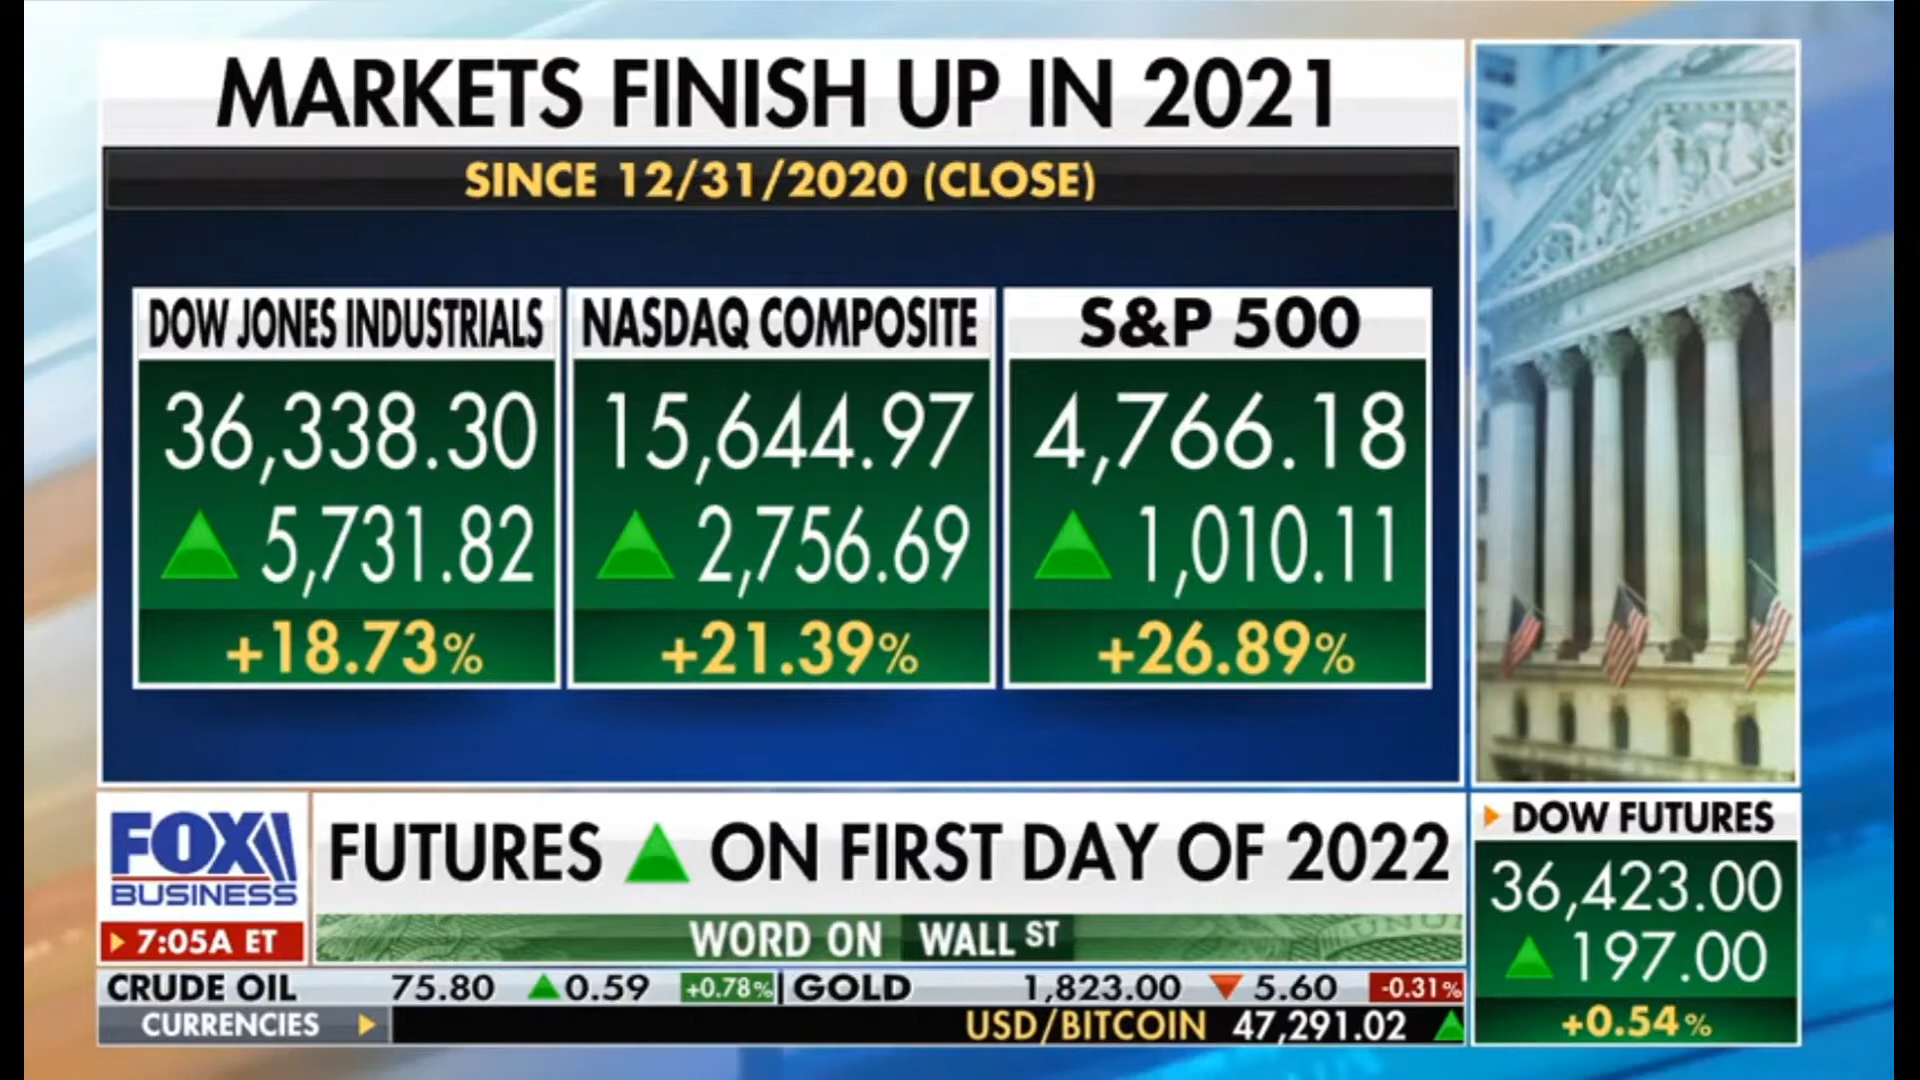 MARKETS FINISH UP IN 2021
SINCE 12/31/2020 (CLOSE)
DOW JONES INDUSTRIALS
36,338.30
5,731.82
+18.73%
NASDAQ COMPOSITE
15,644.97
2,756.69
+21.39%
S&P 500
4,766.18
1,010.11
+26.89%
FOX
BUSINESS
7:05A ET
FUTURES ▲ ON FIRST DAY OF 2022
WORD ON WALL ST
DOW FUTURES
36,423.00
197.00
+0.54%
CRUDE OIL 75.80 ▲ 0.59 +0.78% GOLD 1,823.00 ▼ 5.60 -0.31%
CURRENCIES USD/BITCOIN 47,291.02 ▲